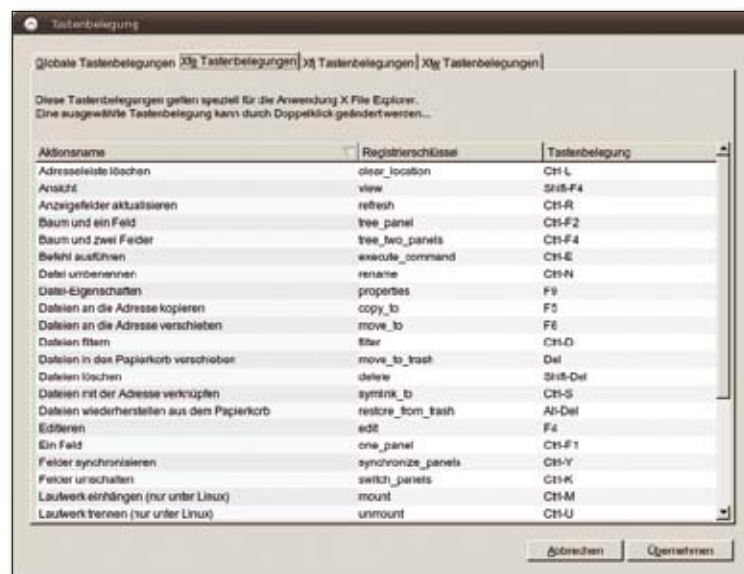 Tastenbelegung
Globale Tastenbelegungen Xfe Tastenbelegungen Xfi Tastenbelegungen Xfw Tastenbelegungen
Diese Tastenbelegungen gelten speziell für die Anwendung X File Explorer.
Eine ausgewählte Tastenbelegung kann durch Doppelklick geändert werden...
Aktionsname Registrierschlüssel Tastenbelegung
Adressleiste löschen clear_location Ctrl-L
Ansicht view Shift-F4
Anzeigefelder aktualisieren refresh Ctrl-R
Baum und ein Feld tree_panel Ctrl-F2
Baum und zwei Felder tree_two_panels Ctrl-F4
Befehl ausführen execute_command Ctrl-E
Datei umbenennen rename Ctrl-N
Datei-Eigenschaften properties F9
Dateien an die Adresse kopieren copy_to F5
Dateien an die Adresse verschieben move_to F6
Dateien filtern filter Ctrl-D
Dateien in den Papierkorb verschieben move_to_trash Del
Dateien löschen delete Shift-Del
Dateien mit der Adresse verknüpfen symlink_to Ctrl-S
Dateien wiederherstellen aus dem Papierkorb restore_from_trash Alt-Del
Editieren edit F4
Ein Feld one_panel Ctrl-F1
Felder synchronisieren synchronize_panels Ctrl-Y
Felder umschalten switch_panels Ctrl-K
Laufwerk einhängen (nur unter Linux) mount Ctrl-M
Laufwerk trennen (nur unter Linux) unmount Ctrl-U
Abbrechen Übernehmen